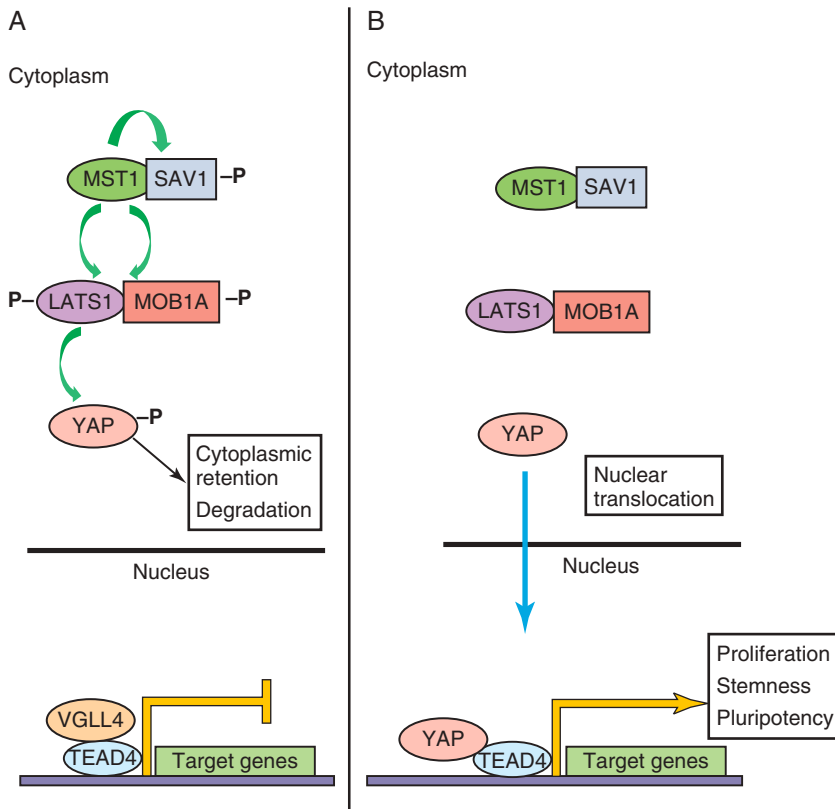 A
Cytoplasm
MST1
SAV1
–P
P–
LATS1
MOB1A
–P
YAP
–P
Cytoplasmic
retention
Degradation
Nucleus
VGLL4
TEAD4
Target genes
B
Cytoplasm
MST1
SAV1
LATS1
MOB1A
YAP
Nuclear
translocation
Nucleus
Proliferation
Stemness
Pluripotency
YAP
TEAD4
Target genes